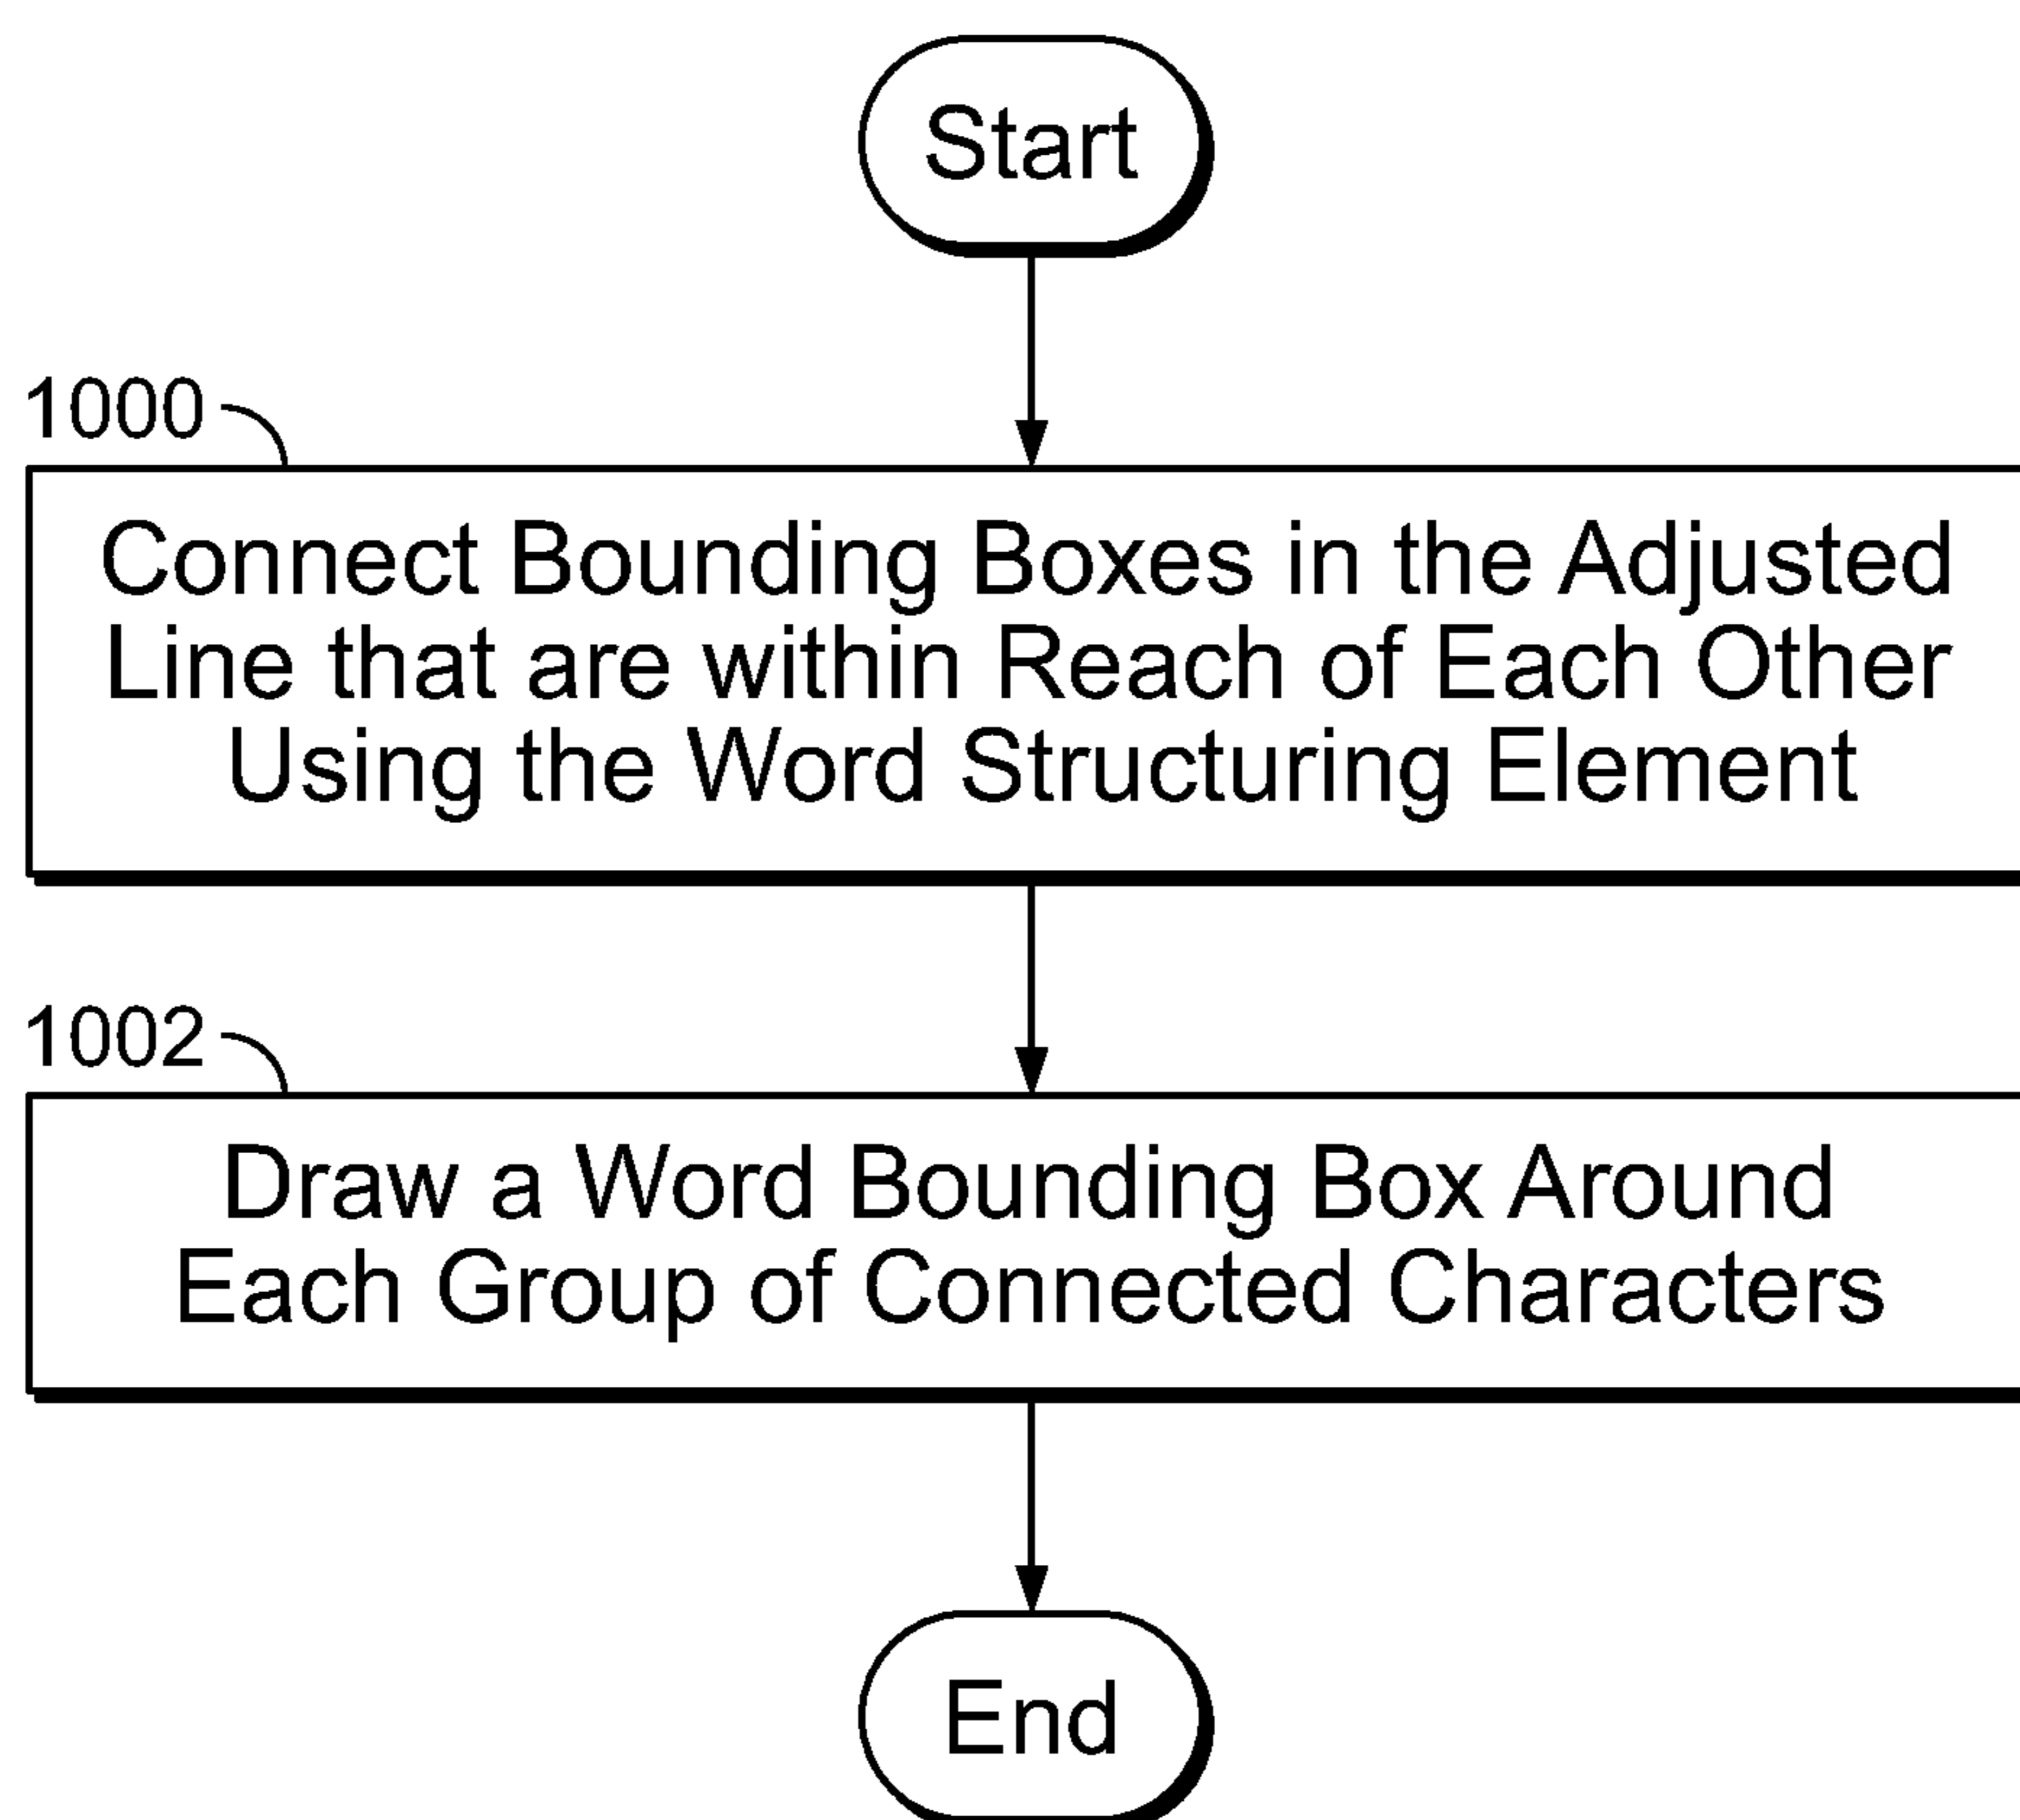 Start
1000
Connect Bounding Boxes in the Adjusted
Line that are within Reach of Each Other
Using the Word Structuring Element
1002
Draw a Word Bounding Box Around
Each Group of Connected Characters
End